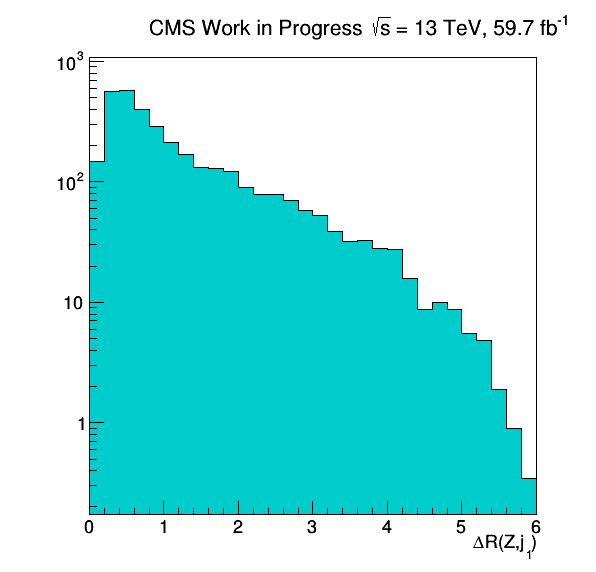 CMS Work in Progress √s = 13 TeV, 59.7 fb⁻¹
10³
10²
10
1
0 1 2 3 4 5 6
ΔR(Z,j₁)